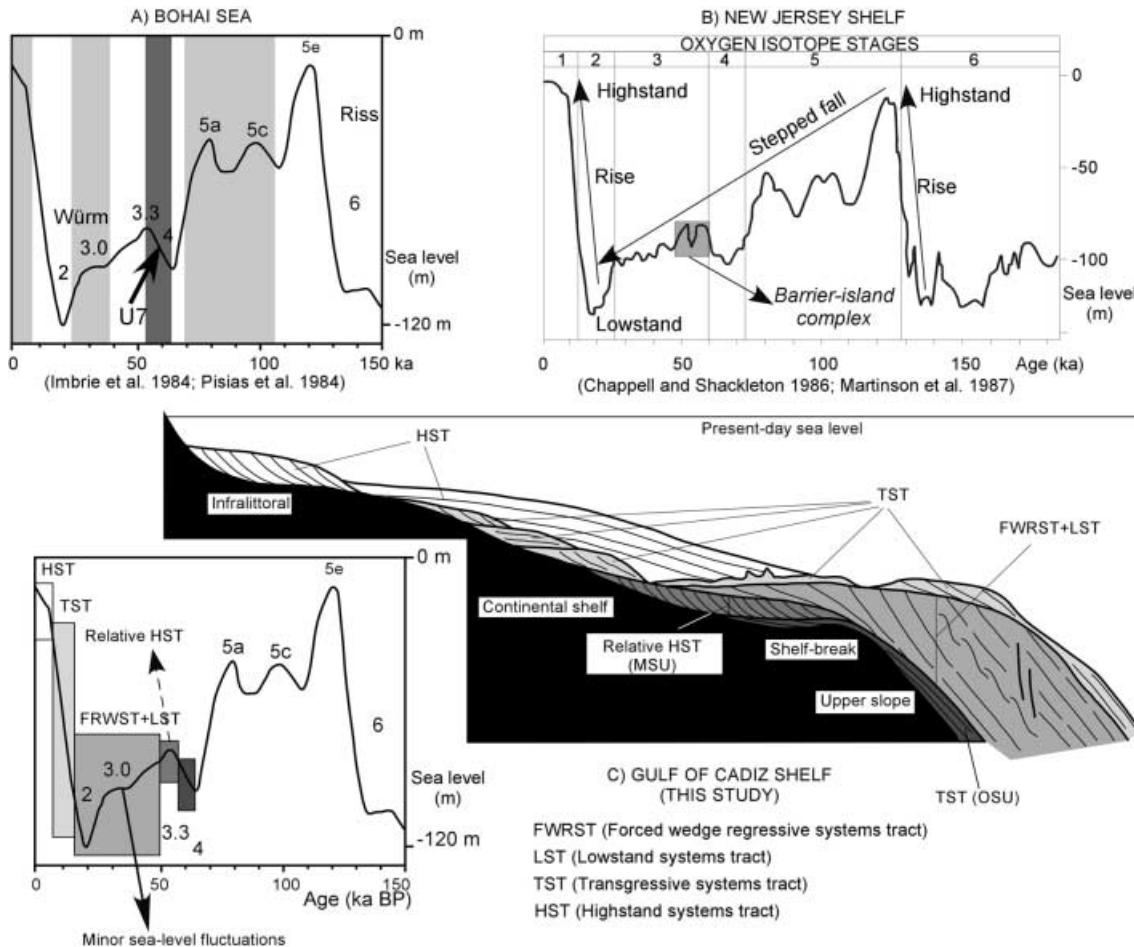 A) BOHAI SEA
0 m
5e
Riss
5a
5c
6
Würm
3.3
3.0
4
2
U7
Sea level
(m)
-120 m
0
50
100
150 ka
(Imbrie et al. 1984; Pisias et al. 1984)
B) NEW JERSEY SHELF
OXYGEN ISOTOPE STAGES
1 2 3 4 5 6
0
Highstand
Stepped fall
Highstand
-50
Rise
Rise
-100
Sea level
(m)
Barrier-island
complex
Lowstand
0
50
100
150
Age (ka)
(Chappell and Shackleton 1986; Martinson et al. 1987)
Present-day sea level
HST
TST
Infralittoral
FWRST+LST
Continental shelf
Relative HST
(MSU)
Shelf-break
Upper slope
TST (OSU)
0 m
HST
5e
TST
Relative HST
5a
5c
FRWST+LST
6
3.0
2
3.3
4
Sea level
(m)
-120 m
0
50
100
150
Age (ka BP)
Minor sea-level fluctuations
C) GULF OF CADIZ SHELF
(THIS STUDY)
FWRST (Forced wedge regressive systems tract)
LST (Lowstand systems tract)
TST (Transgressive systems tract)
HST (Highstand systems tract)